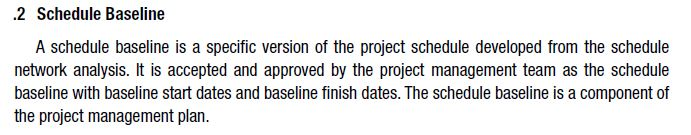 .2 Schedule Baseline
A schedule baseline is a specific version of the project schedule developed from the schedule
network analysis. It is accepted and approved by the project management team as the schedule
baseline with baseline start dates and baseline finish dates. The schedule baseline is a component of
the project management plan.